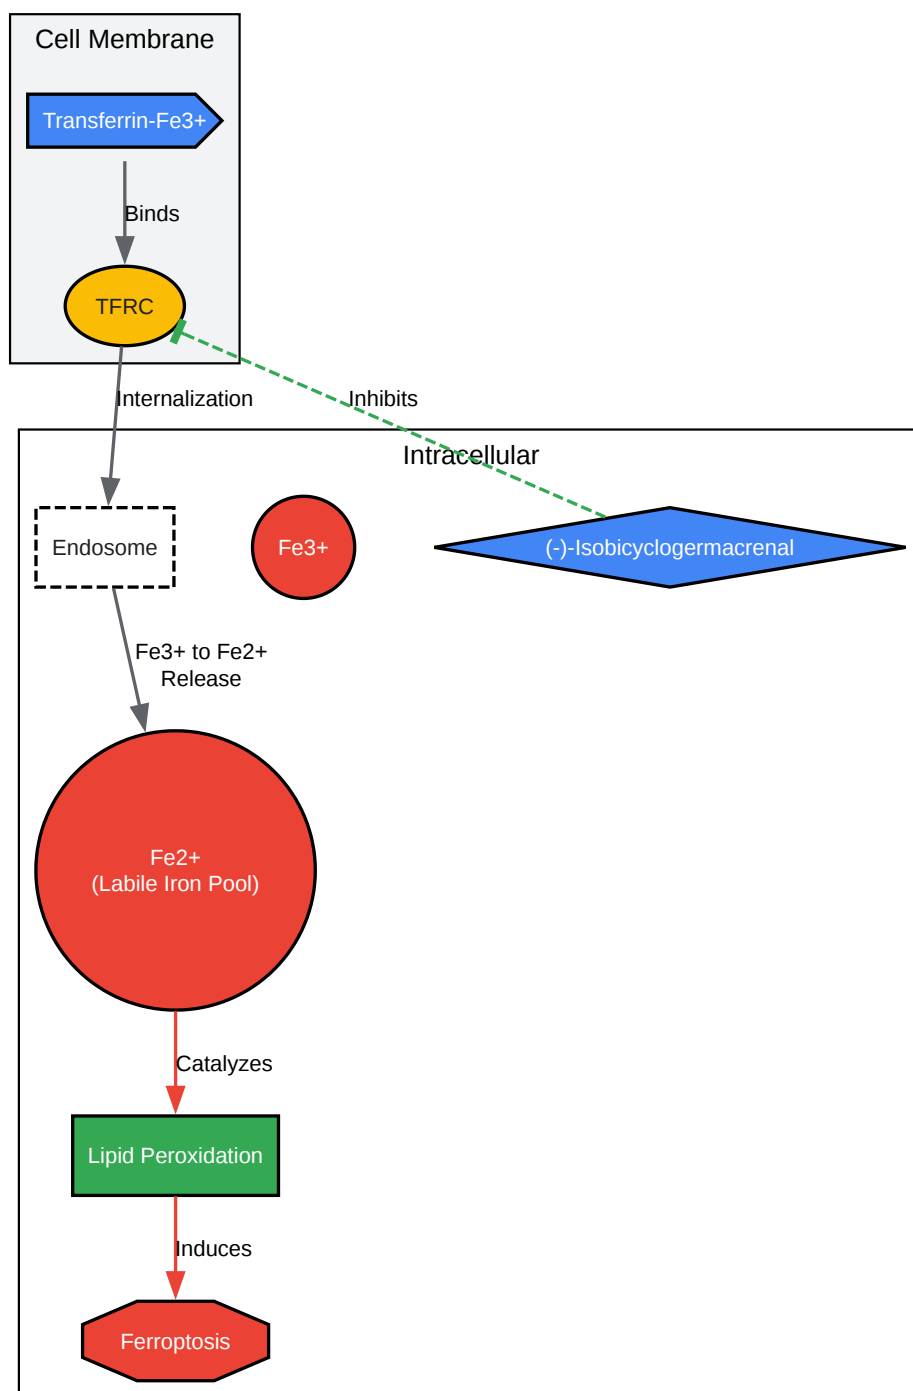 Cell Membrane
Transferrin-Fe3+
Binds
TFRC
Internalization
Inhibits
Intracellular
Endosome
Fe3+
(-)-Isobicyclogermacrenal
Fe3+ to Fe2+
Release
Fe2+
(Labile Iron Pool)
Catalyzes
Lipid Peroxidation
Induces
Ferroptosis